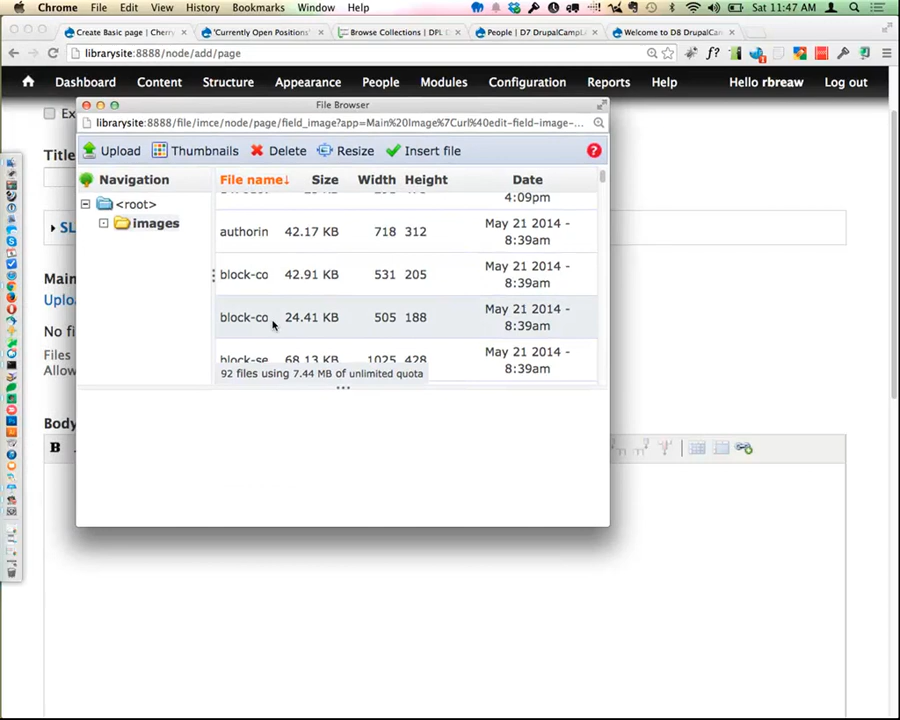 Chrome File Edit View History Bookmarks Window Help Sat 11:47 AM
Create Basic page | Cherry
'Currently Open Positions'
Browse Collections | DPL
People | D7 DrupalCampLA
Welcome to D8 DrupalCam
librarysite:8888/node/add/page
Dashboard Content Structure Appearance People Modules Configuration Reports Help Hello rbreaw Log out
File Browser
librarysite:8888/file/imce/node/page/field_image?app=Main%20Image%7Curl%40edit-field-image-...
Upload Thumbnails Delete Resize Insert file ?
Ex
Title
Navigation File name↓ Size Width Height Date
<root>
4:09pm
images
authorin 42.17 KB 718 312 May 21 2014 - 8:39am
SL
block-co 42.91 KB 531 205 May 21 2014 - 8:39am
Main
Uploa
block-co 24.41 KB 505 188 May 21 2014 - 8:39am
No fi
Files
Allow
block-se 68.13 KB 1025 428 May 21 2014 - 8:39am
92 files using 7.44 MB of unlimited quota
Body
B